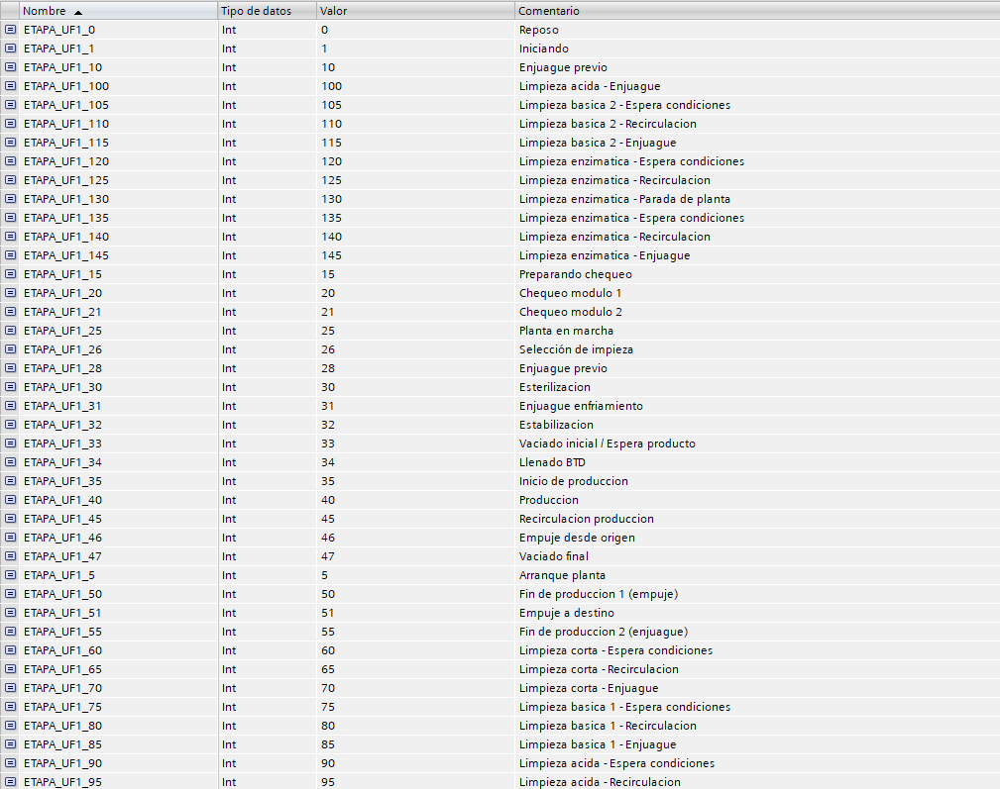 Nombre Tipo de datos Valor Comentario
ETAPA_UF1_0 Int 0 Reposo
ETAPA_UF1_1 Int 1 Iniciando
ETAPA_UF1_10 Int 10 Enjuague previo
ETAPA_UF1_100 Int 100 Limpieza acida - Enjuague
ETAPA_UF1_105 Int 105 Limpieza basica 2 - Espera condiciones
ETAPA_UF1_110 Int 110 Limpieza basica 2 - Recirculacion
ETAPA_UF1_115 Int 115 Limpieza basica 2 - Enjuague
ETAPA_UF1_120 Int 120 Limpieza enzimatica - Espera condiciones
ETAPA_UF1_125 Int 125 Limpieza enzimatica - Recirculacion
ETAPA_UF1_130 Int 130 Limpieza enzimatica - Parada de planta
ETAPA_UF1_135 Int 135 Limpieza enzimatica - Espera condiciones
ETAPA_UF1_140 Int 140 Limpieza enzimatica - Recirculacion
ETAPA_UF1_145 Int 145 Limpieza enzimatica - Enjuague
ETAPA_UF1_15 Int 15 Preparando chequeo
ETAPA_UF1_20 Int 20 Chequeo modulo 1
ETAPA_UF1_21 Int 21 Chequeo modulo 2
ETAPA_UF1_25 Int 25 Planta en marcha
ETAPA_UF1_26 Int 26 Selección de impieza
ETAPA_UF1_28 Int 28 Enjuague previo
ETAPA_UF1_30 Int 30 Esterilizacion
ETAPA_UF1_31 Int 31 Enjuague enfriamiento
ETAPA_UF1_32 Int 32 Estabilizacion
ETAPA_UF1_33 Int 33 Vaciado inicial / Espera producto
ETAPA_UF1_34 Int 34 Llenado BTD
ETAPA_UF1_35 Int 35 Inicio de produccion
ETAPA_UF1_40 Int 40 Produccion
ETAPA_UF1_45 Int 45 Recirculacion produccion
ETAPA_UF1_46 Int 46 Empuje desde origen
ETAPA_UF1_47 Int 47 Vaciado final
ETAPA_UF1_5 Int 5 Arranque planta
ETAPA_UF1_50 Int 50 Fin de produccion 1 (empuje)
ETAPA_UF1_51 Int 51 Empuje a destino
ETAPA_UF1_55 Int 55 Fin de produccion 2 (enjuague)
ETAPA_UF1_60 Int 60 Limpieza corta - Espera condiciones
ETAPA_UF1_65 Int 65 Limpieza corta - Recirculacion
ETAPA_UF1_70 Int 70 Limpieza corta - Enjuague
ETAPA_UF1_75 Int 75 Limpieza basica 1 - Espera condiciones
ETAPA_UF1_80 Int 80 Limpieza basica 1 - Recirculacion
ETAPA_UF1_85 Int 85 Limpieza basica 1 - Enjuague
ETAPA_UF1_90 Int 90 Limpieza acida - Espera condiciones
ETAPA_UF1_95 Int 95 Limpieza acida - Recirculacion